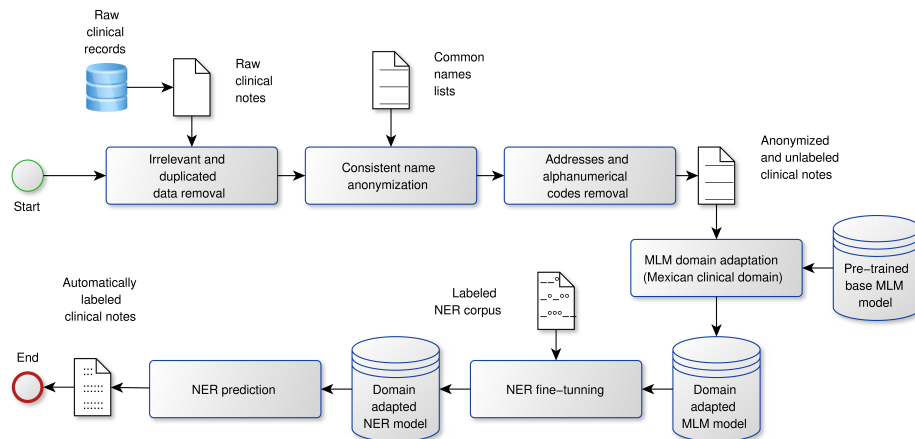 Raw
clinical
records
Raw
clinical
notes
Common
names
lists
Start
Irrelevant and
duplicated
data removal
Consistent name
anonymization
Addresses and
alphanumerical
codes removal
Anonymized
and unlabeled
clinical notes
MLM domain adaptation
(Mexican clinical domain)
Pre−trained
base MLM
model
Automatically
labeled
clinical notes
Labeled
NER corpus
End
NER prediction
Domain
adapted
NER model
NER fine−tunning
Domain
adapted
MLM model